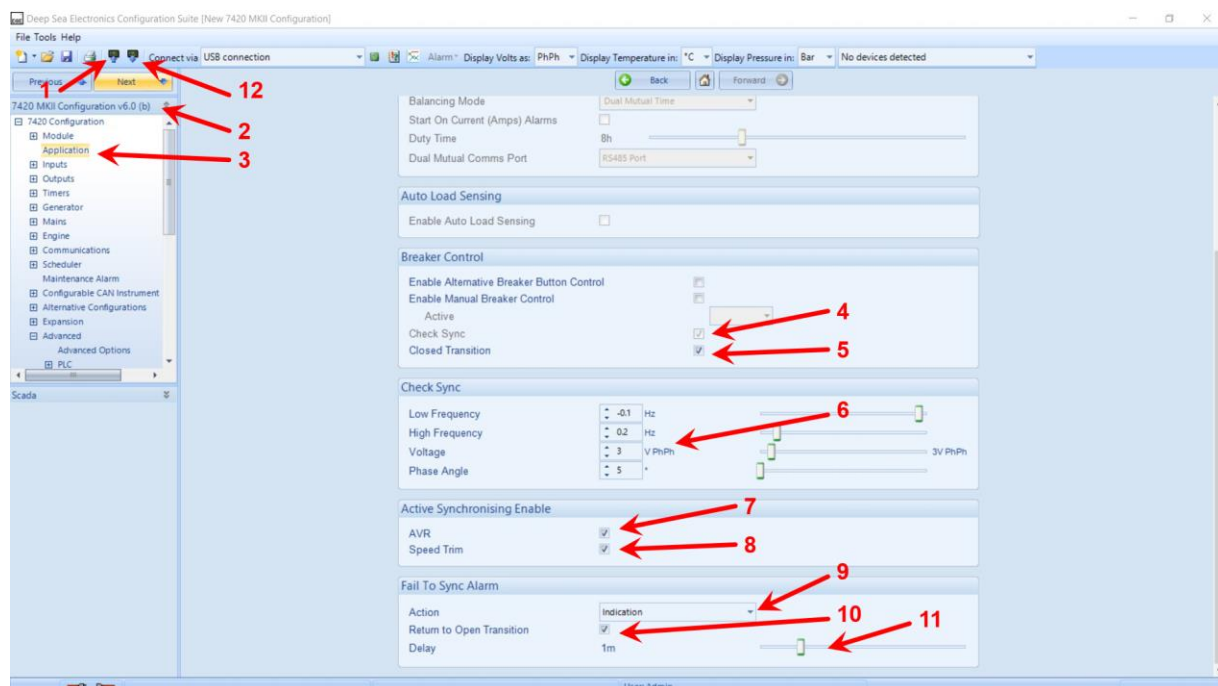 Deep Sea Electronics Configuration Suite [New 7420 MKII Configuration]
File Tools Help
Connect via USB connection Alarm Display Volts as: PhPh Display Temperature in: °C Display Pressure in: Bar No devices detected
Previous Next Back Forward
1 12
7420 MKII Configuration v6.0 (b)
2
7420 Configuration
Module
Application
3
Inputs
Outputs
Timers
Generator
Mains
Engine
Communications
Scheduler
Maintenance Alarm
Configurable CAN Instrument
Alternative Configurations
Expansion
Advanced
Advanced Options
PLC
Scada
Balancing Mode Dual Mutual Time
Start On Current (Amps) Alarms
Duty Time 8h
Dual Mutual Comms Port RS485 Port
Auto Load Sensing
Enable Auto Load Sensing
Breaker Control
Enable Alternative Breaker Button Control
Enable Manual Breaker Control
Active
4
Check Sync
Closed Transition 5
Check Sync
Low Frequency -0.1 Hz 6
High Frequency 0.2 Hz
Voltage 3 V PhPh 3V PhPh
Phase Angle 5 °
Active Synchronising Enable
7
AVR
Speed Trim 8
Fail To Sync Alarm
9
Action Indication
10 11
Return to Open Transition
Delay 1m